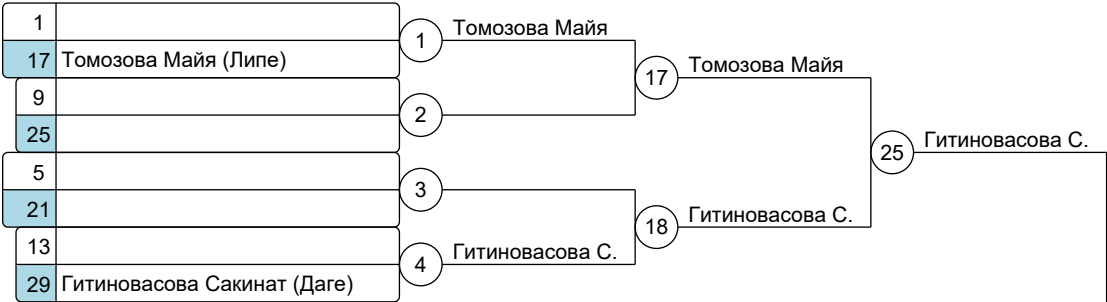 1
17 Томозова Майя (Липе)
9
25
5
21
13
29 Гитиновасова Сакинат (Даге)
1 Томозова Майя
2
3
4 Гитиновасова С.
17 Томозова Майя
18 Гитиновасова С.
25 Гитиновасова С.